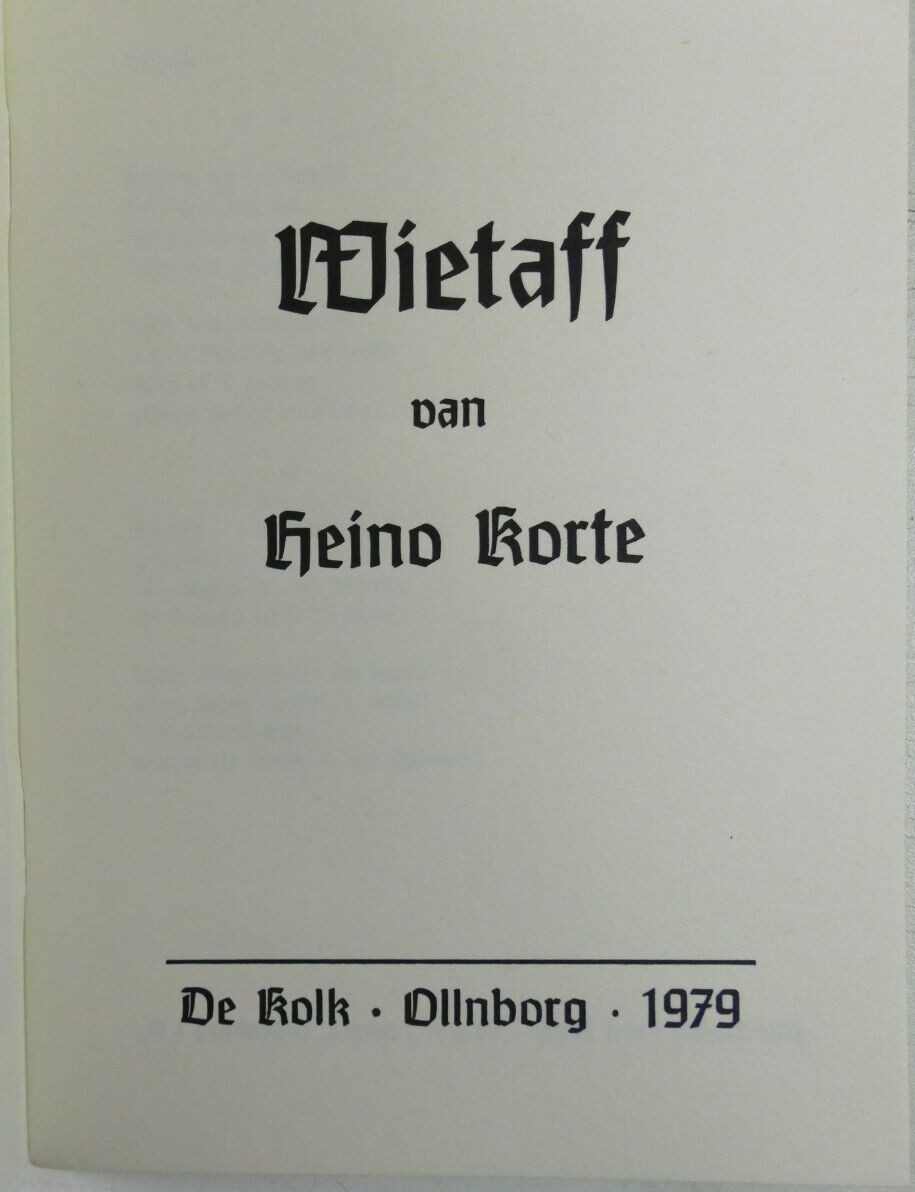 Wietaff
van
Heino Korte
De Kolk · Ollnborg · 1979